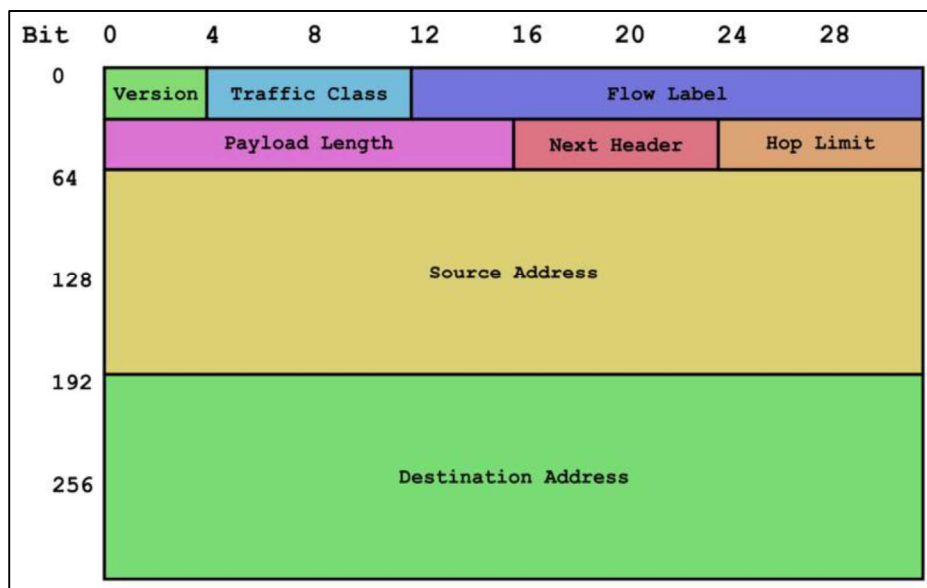 Bit 0 4 8 12 16 20 24 28
0
Version Traffic Class Flow Label
Payload Length Next Header Hop Limit
64
128 Source Address
192
256 Destination Address